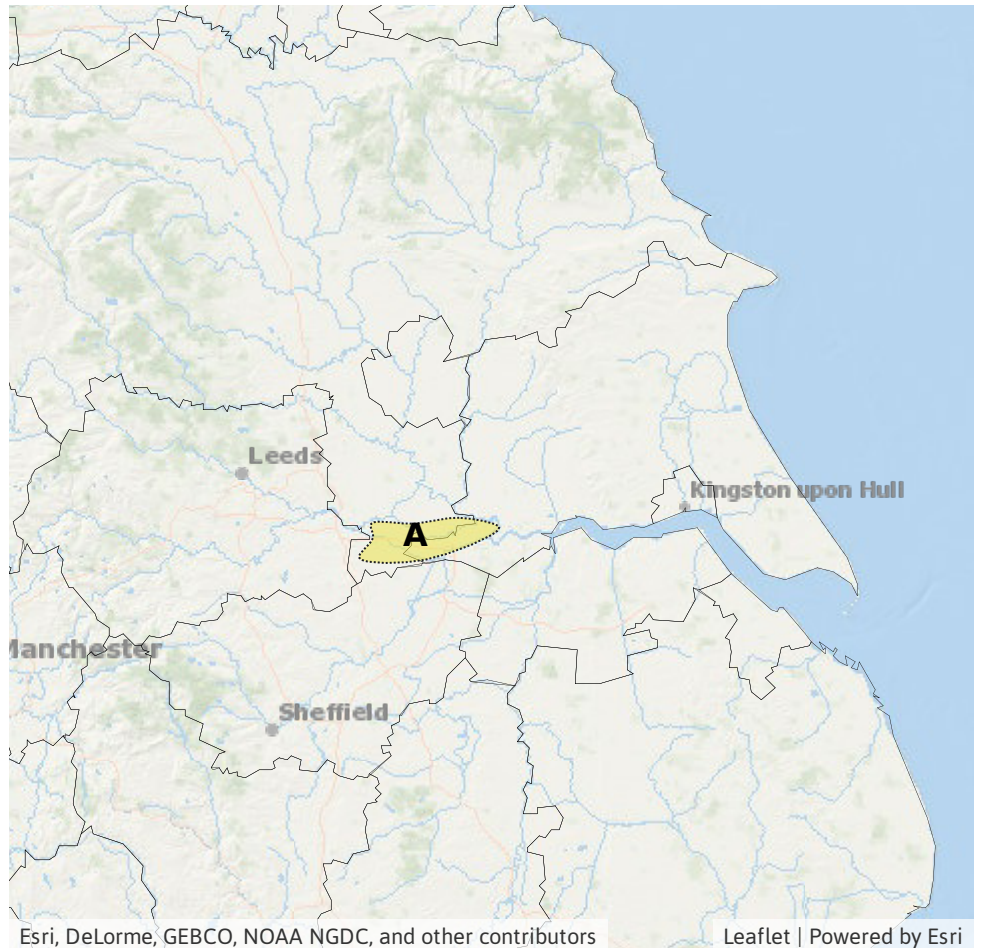 Leeds
Kingston upon Hull
A
Manchester
Sheffield
Esri, DeLorme, GEBCO, NOAA NGDC, and other contributors
Leaflet | Powered by Esri